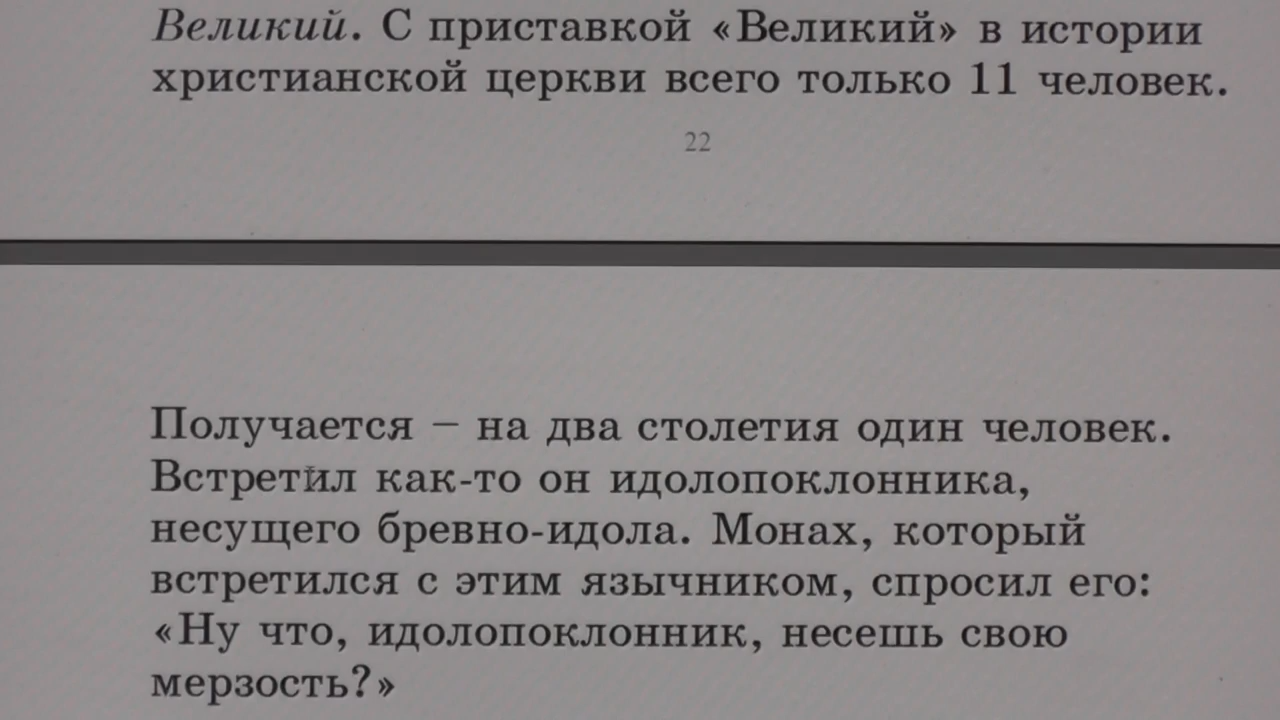 Великий. С приставкой «Великий» в истории
христианской церкви всего только 11 человек.
22
Получается – на два столетия один человек.
Встретил как-то он идолопоклонника,
несущего бревно-идола. Монах, который
встретился с этим язычником, спросил его:
«Ну что, идолопоклонник, несешь свою
мерзость?»